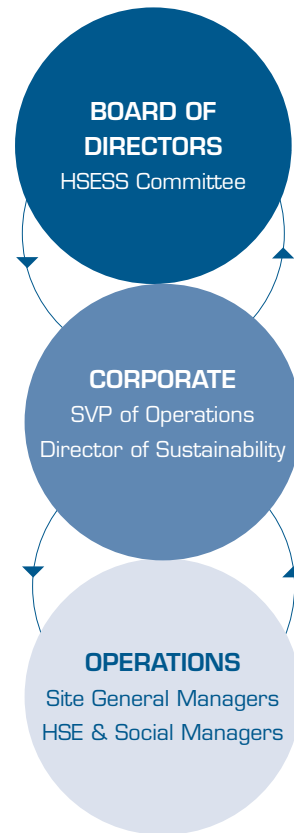 BOARD OF
DIRECTORS
HSESS Committee
CORPORATE
SVP of Operations
Director of Sustainability
OPERATIONS
Site General Managers
HSE & Social Managers